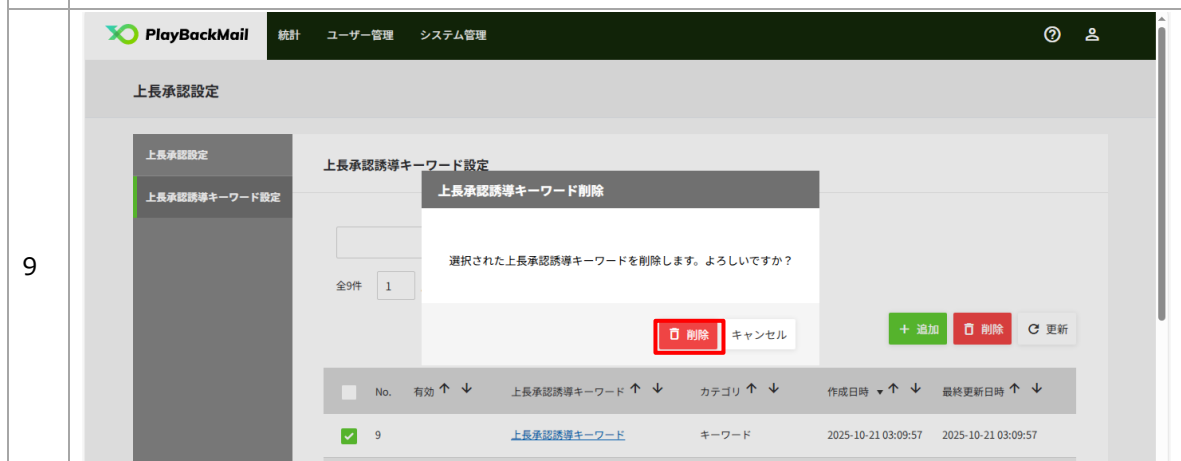 PlayBackMail 統計 ユーザー管理 システム管理
上長承認設定
上長承認設定
上長承認誘導キーワード設定
上長承認誘導キーワード設定
上長承認誘導キーワード削除
選択された上長承認誘導キーワードを削除します。よろしいですか？
削除 キャンセル
9
全9件 1
+ 追加 削除 更新
No. 有効 ↑ ↓ 上長承認誘導キーワード ↑ ↓ カテゴリ ↑ ↓ 作成日時 ▼ ↑ ↓ 最終更新日時 ↑ ↓
9 上長承認誘導キーワード キーワード 2025-10-21 03:09:57 2025-10-21 03:09:57